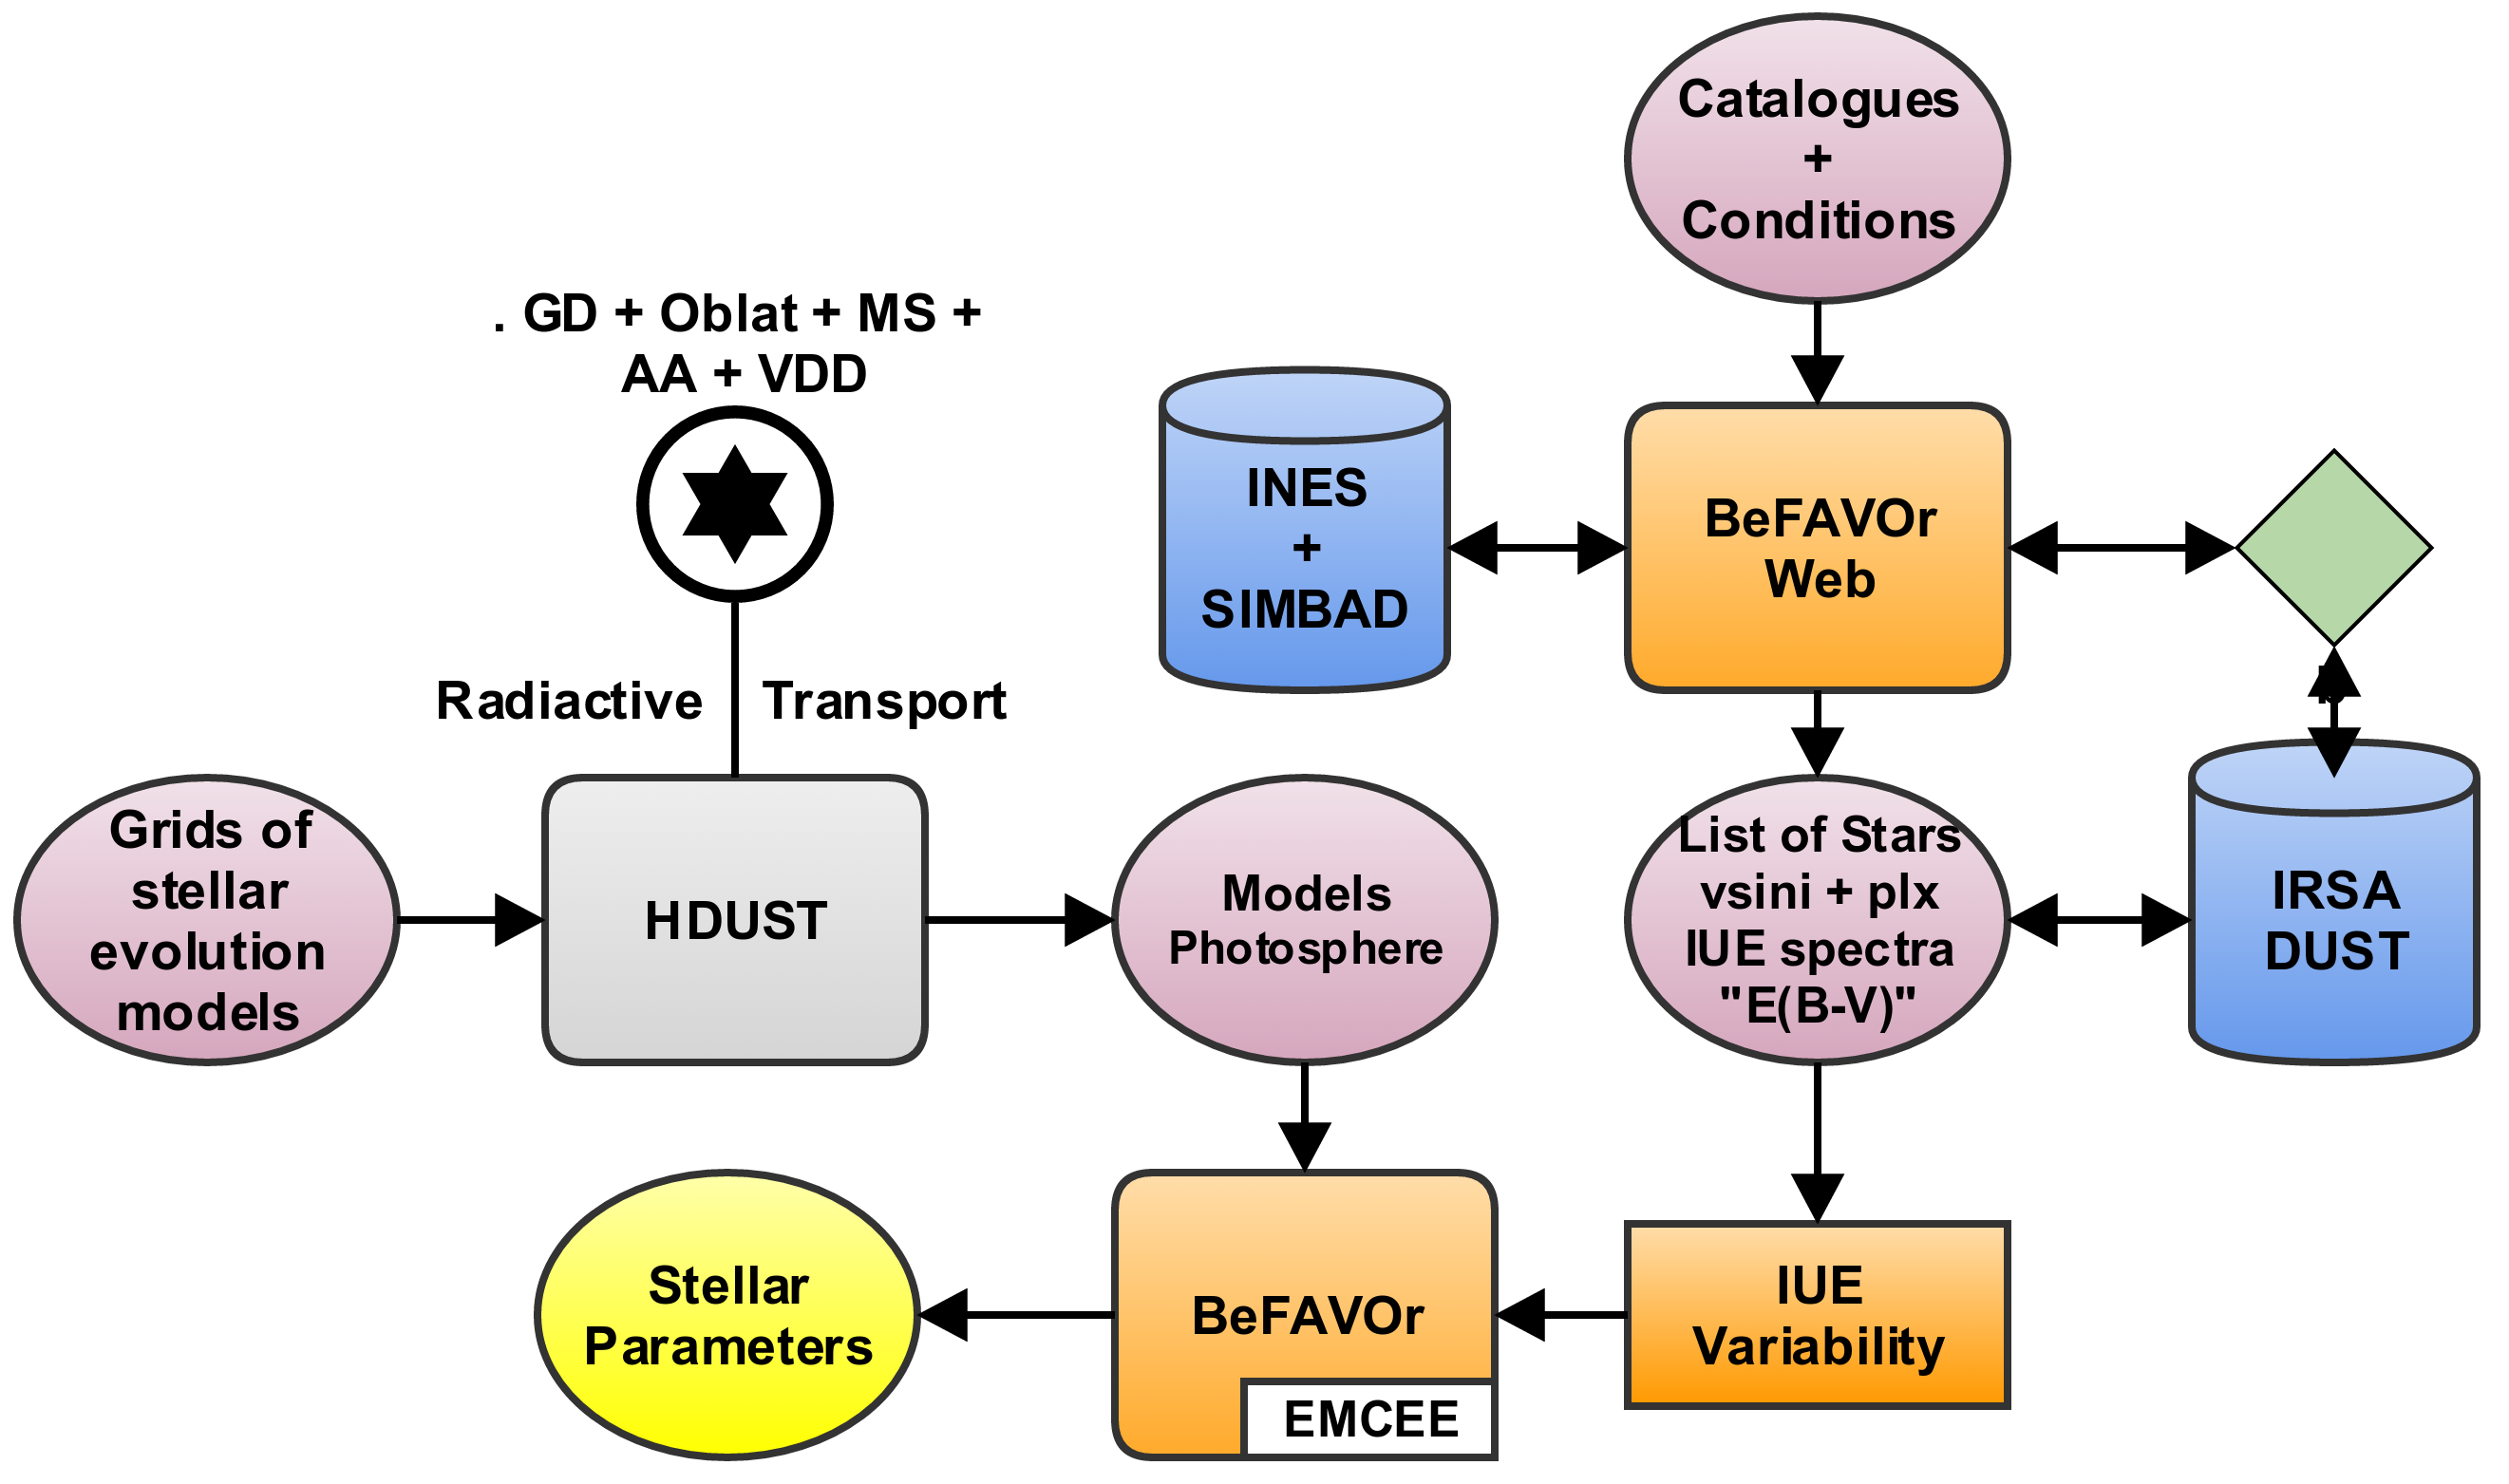 Catalogues
+
Conditions
. GD + Oblat + MS +
AA + VDD
INES
+
SIMBAD
BeFAVOr
Web
Radiactive Transport
Grids of
stellar
evolution
models
HDUST
Models
Photosphere
List of Stars
vsini + plx
IUE spectra
"E(B-V)"
IRSA
DUST
Stellar
Parameters
BeFAVOr
EMCEE
IUE
Variability